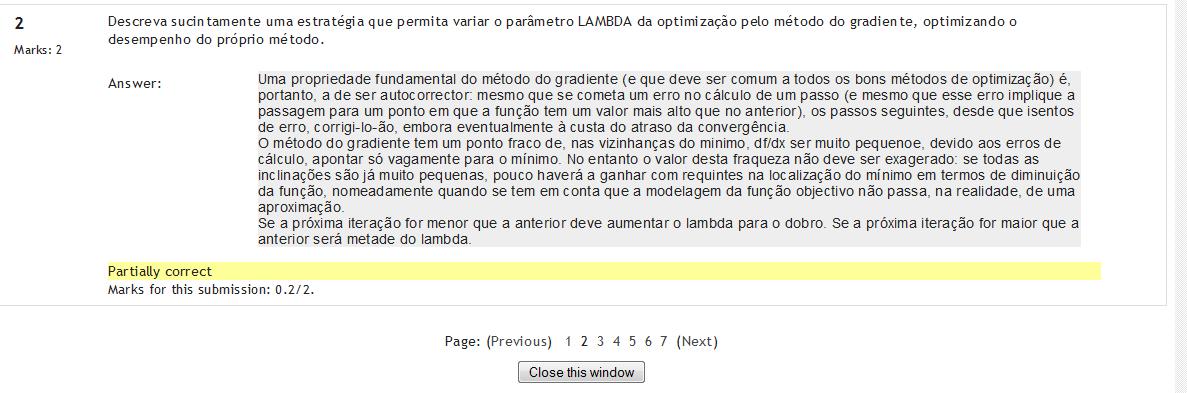 2
Marks: 2
Descreva sucintamente uma estratégia que permita variar o parâmetro LAMBDA da optimização pelo método do gradiente, optimizando o
desempenho do próprio método.
Answer:
Uma propriedade fundamental do método do gradiente (e que deve ser comum a todos os bons métodos de optimização) é,
portanto, a de ser autocorrector: mesmo que se cometa um erro no cálculo de um passo (e mesmo que esse erro implique a
passagem para um ponto em que a função tem um valor mais alto que no anterior), os passos seguintes, desde que isentos
de erro, corrigi-lo-ão, embora eventualmente à custa do atraso da convergência.
O método do gradiente tem um ponto fraco de, nas vizinhanças do minimo, df/dx ser muito pequenoe, devido aos erros de
cálculo, apontar só vagamente para o mínimo. No entanto o valor desta fraqueza não deve ser exagerado: se todas as
inclinações são já muito pequenas, pouco haverá a ganhar com requintes na localização do mínimo em termos de diminuição
da função, nomeadamente quando se tem em conta que a modelagem da função objectivo não passa, na realidade, de uma
aproximação.
Se a próxima iteração for menor que a anterior deve aumentar o lambda para o dobro. Se a próxima iteração for maior que a
anterior será metade do lambda.
Partially correct
Marks for this submission: 0.2/2.
Page: (Previous) 1 2 3 4 5 6 7 (Next)
Close this window